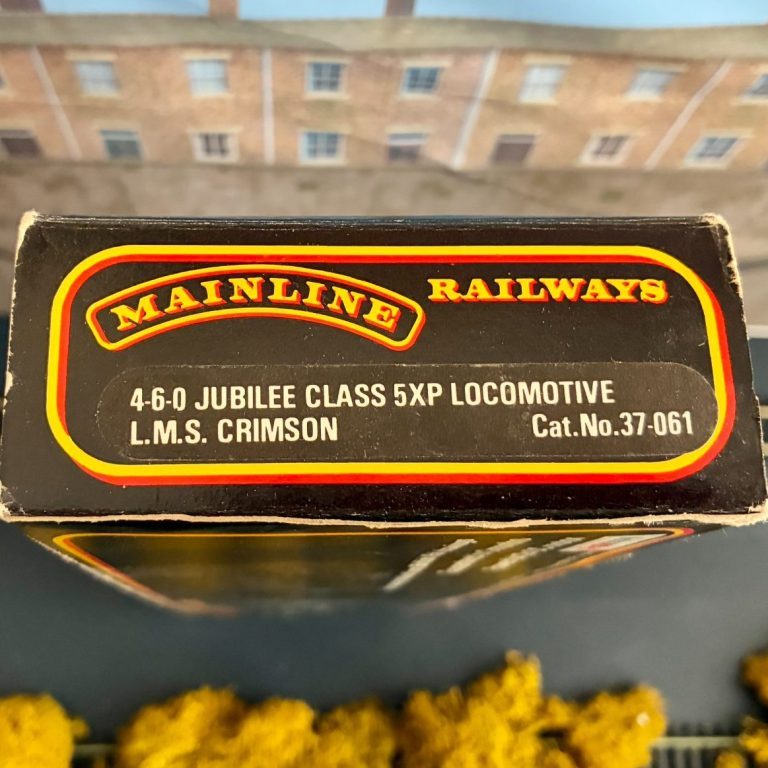 MAINLINE RAILWAYS
4-6-0 JUBILEE CLASS 5XP LOCOMOTIVE
L.M.S. CRIMSON Cat.No.37-061